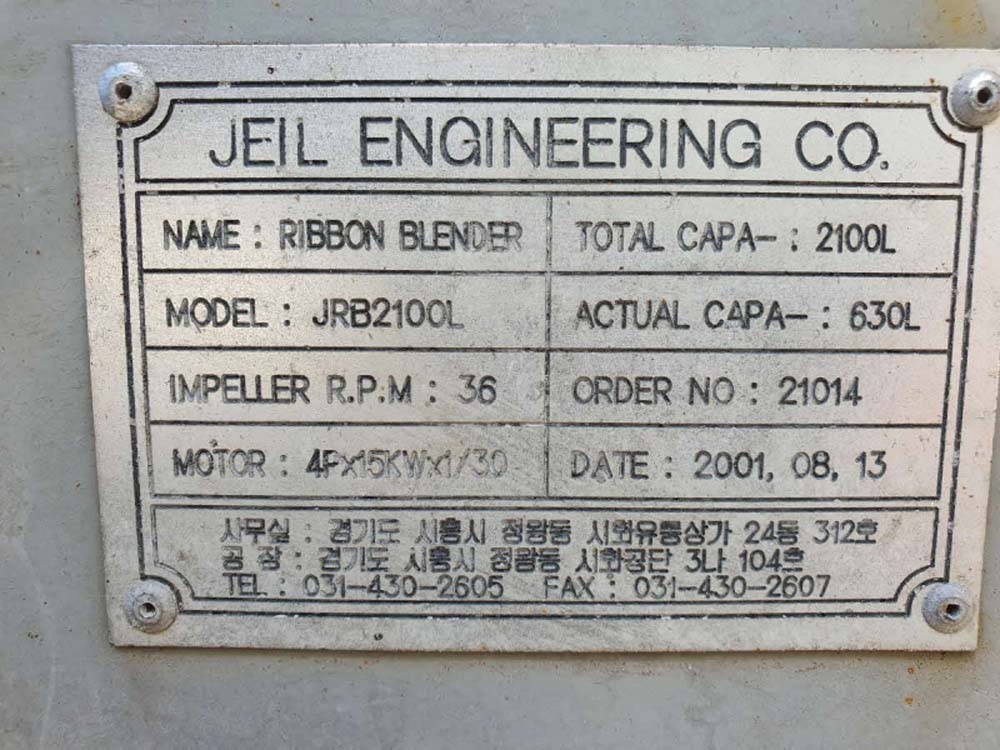 JEIL ENGINEERING CO.
NAME : RIBBON BLENDER
TOTAL CAPA- : 2100L
MODEL : JRB2100L
ACTUAL CAPA- : 630L
IMPELLER R.P.M : 36
ORDER NO : 21014
MOTOR : 4Px15KWx1/30
DATE : 2001, 08, 13
사무실 : 경기도 시흥시 정왕동 시화유통상가 24동 312호
공 장 : 경기도 시흥시 정왕동 시화공단 3나 104호
TEL : 031-430-2605 FAX : 031-430-2607